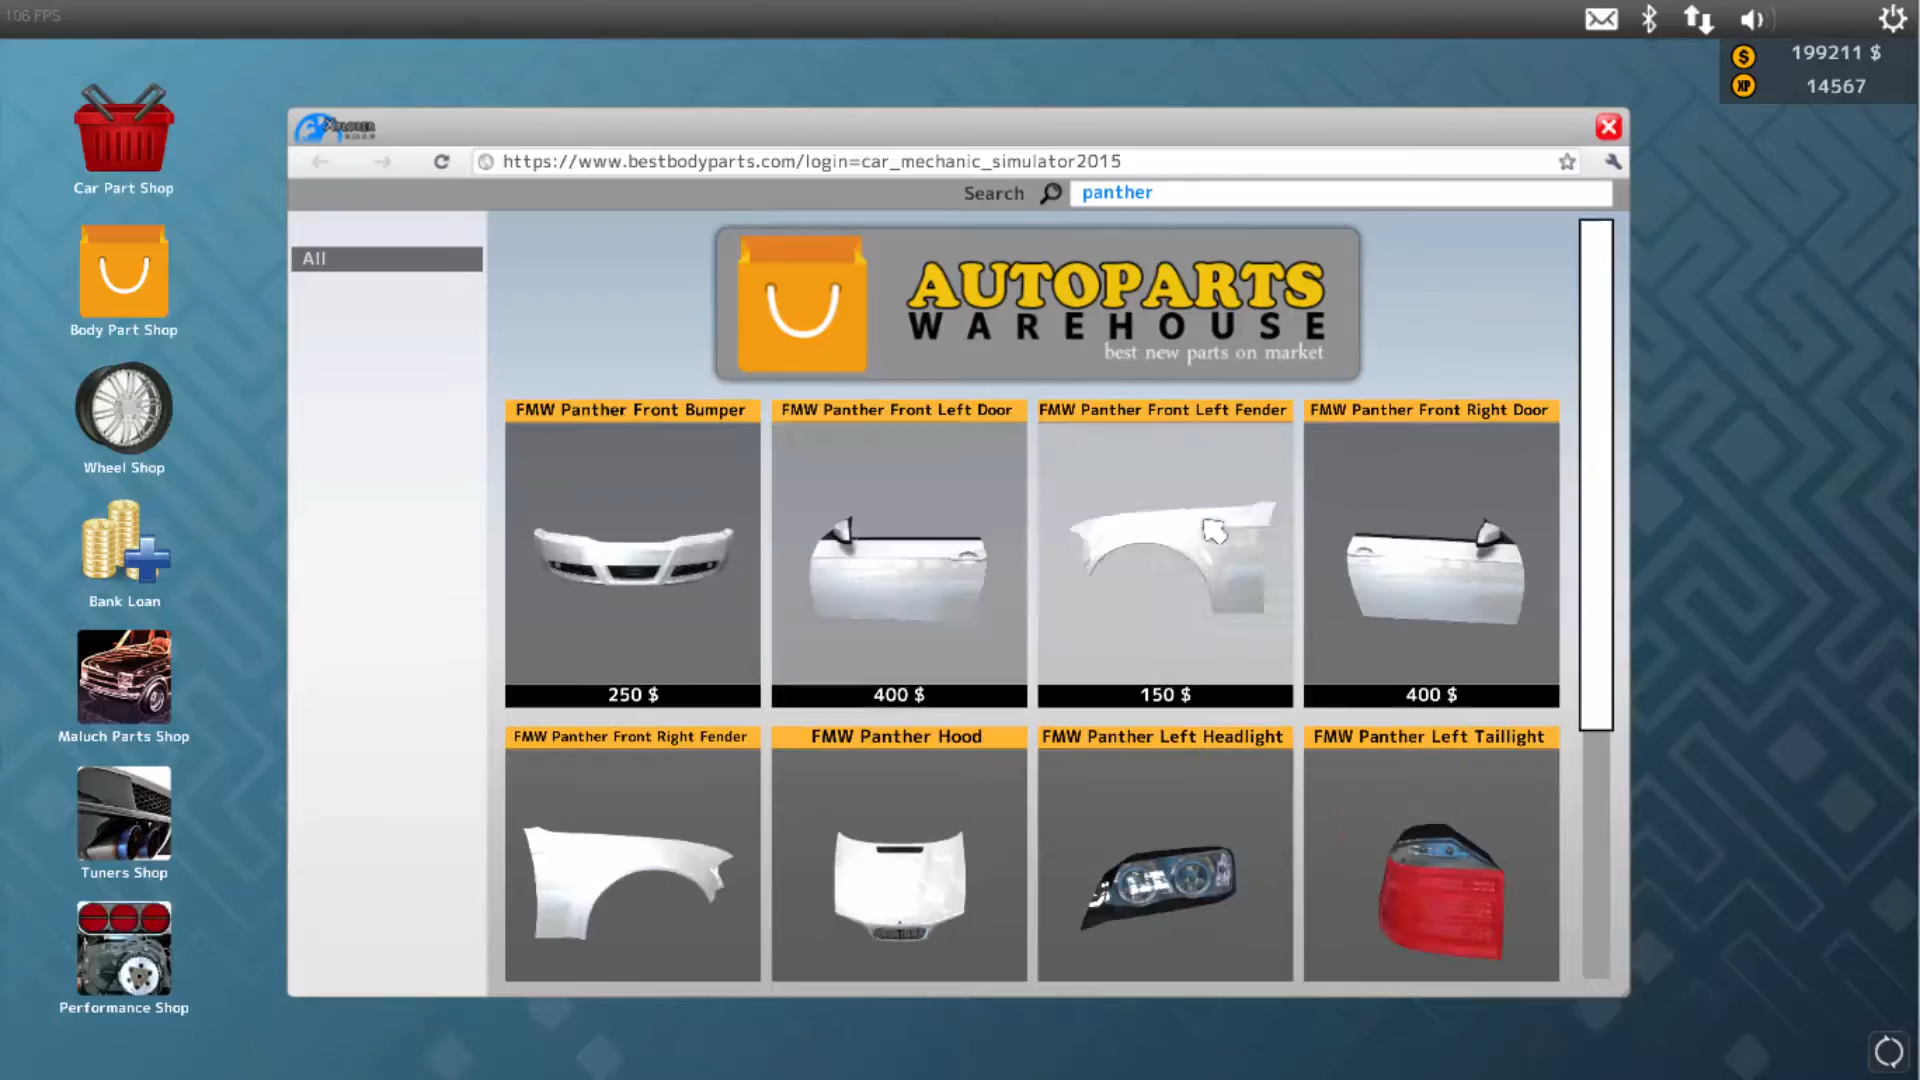 106 FPS
199211 $
XP
14567
Car Part Shop
Body Part Shop
Wheel Shop
Bank Loan
Maluch Parts Shop
Tuners Shop
Performance Shop
https://www.bestbodyparts.com/login=car_mechanic_simulator2015
Search
panther
All
AUTOPARTS
WAREHOUSE
best new parts on market
FMW Panther Front Bumper
FMW Panther Front Left Door
FMW Panther Front Left Fender
FMW Panther Front Right Door
250 $
400 $
150 $
400 $
FMW Panther Front Right Fender
FMW Panther Hood
FMW Panther Left Headlight
FMW Panther Left Taillight